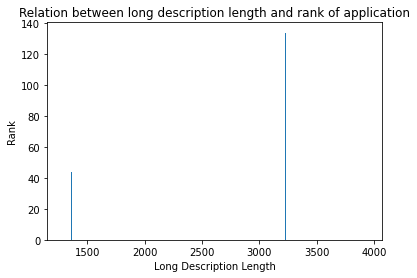 Relation between long description length and rank of application
140
120
100
80
60
40
20
0
Rank
1500 2000 2500 3000 3500 4000
Long Description Length